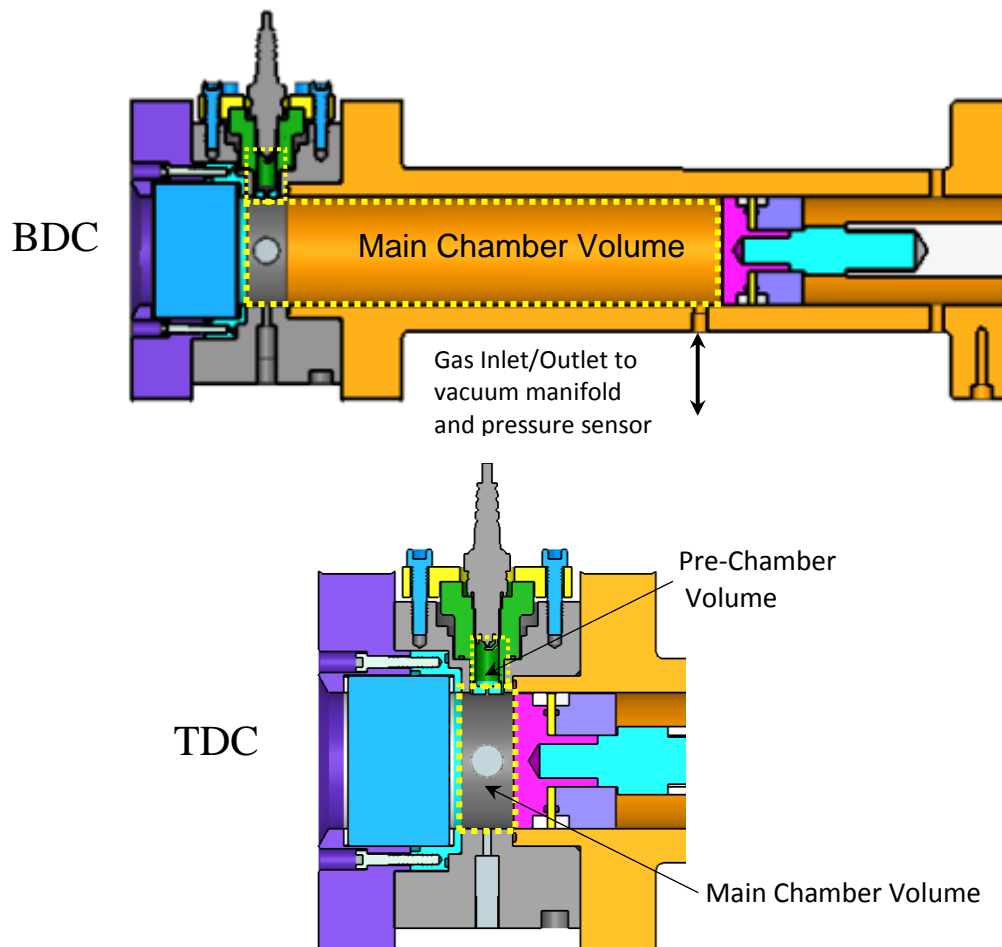 BDC
Main Chamber Volume
Gas Inlet/Outlet to
vacuum manifold
and pressure sensor
Pre-Chamber
Volume
TDC
Main Chamber Volume